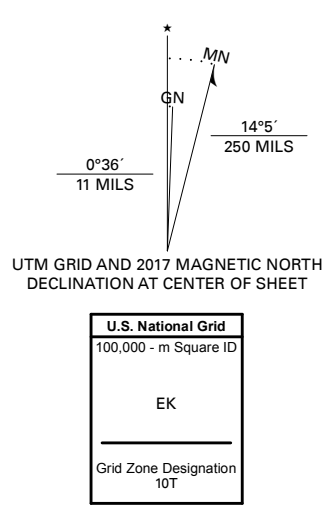 ★
MN
GN
14°5´
250 MILS
0°36´
11 MILS
UTM GRID AND 2017 MAGNETIC NORTH
DECLINATION AT CENTER OF SHEET
U.S. National Grid
100,000 - m Square ID
EK
Grid Zone Designation
10T